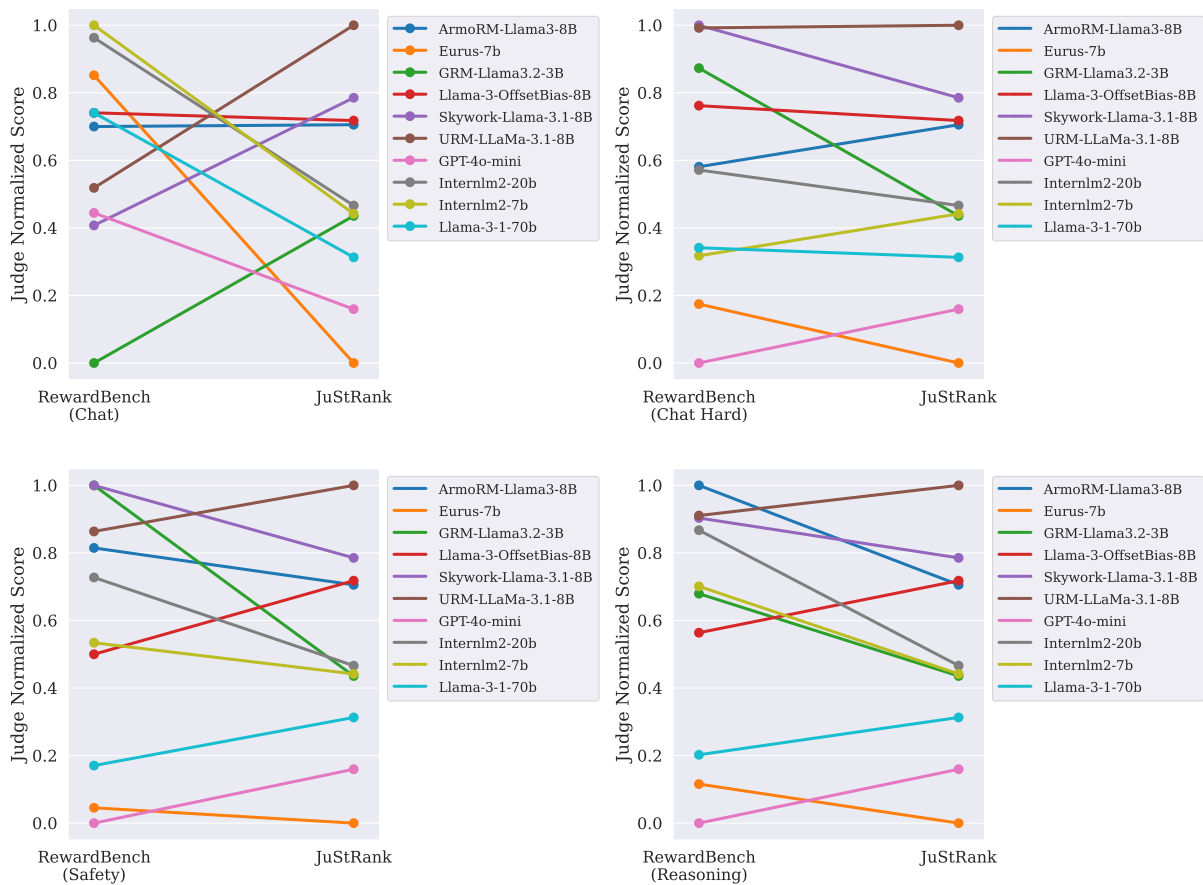 Judge Normalized Score
1.0
0.8
0.6
0.4
0.2
0.0
RewardBench
(Chat)
JuStRank
ArmoRM-Llama3-8B
Eurus-7b
GRM-Llama3.2-3B
Llama-3-OffsetBias-8B
Skywork-Llama-3.1-8B
URM-LLaMa-3.1-8B
GPT-4o-mini
Internlm2-20b
Internlm2-7b
Llama-3-1-70b
Judge Normalized Score
1.0
0.8
0.6
0.4
0.2
0.0
RewardBench
(Chat Hard)
JuStRank
ArmoRM-Llama3-8B
Eurus-7b
GRM-Llama3.2-3B
Llama-3-OffsetBias-8B
Skywork-Llama-3.1-8B
URM-LLaMa-3.1-8B
GPT-4o-mini
Internlm2-20b
Internlm2-7b
Llama-3-1-70b
Judge Normalized Score
1.0
0.8
0.6
0.4
0.2
0.0
RewardBench
(Safety)
JuStRank
ArmoRM-Llama3-8B
Eurus-7b
GRM-Llama3.2-3B
Llama-3-OffsetBias-8B
Skywork-Llama-3.1-8B
URM-LLaMa-3.1-8B
GPT-4o-mini
Internlm2-20b
Internlm2-7b
Llama-3-1-70b
Judge Normalized Score
1.0
0.8
0.6
0.4
0.2
0.0
RewardBench
(Reasoning)
JuStRank
ArmoRM-Llama3-8B
Eurus-7b
GRM-Llama3.2-3B
Llama-3-OffsetBias-8B
Skywork-Llama-3.1-8B
URM-LLaMa-3.1-8B
GPT-4o-mini
Internlm2-20b
Internlm2-7b
Llama-3-1-70b